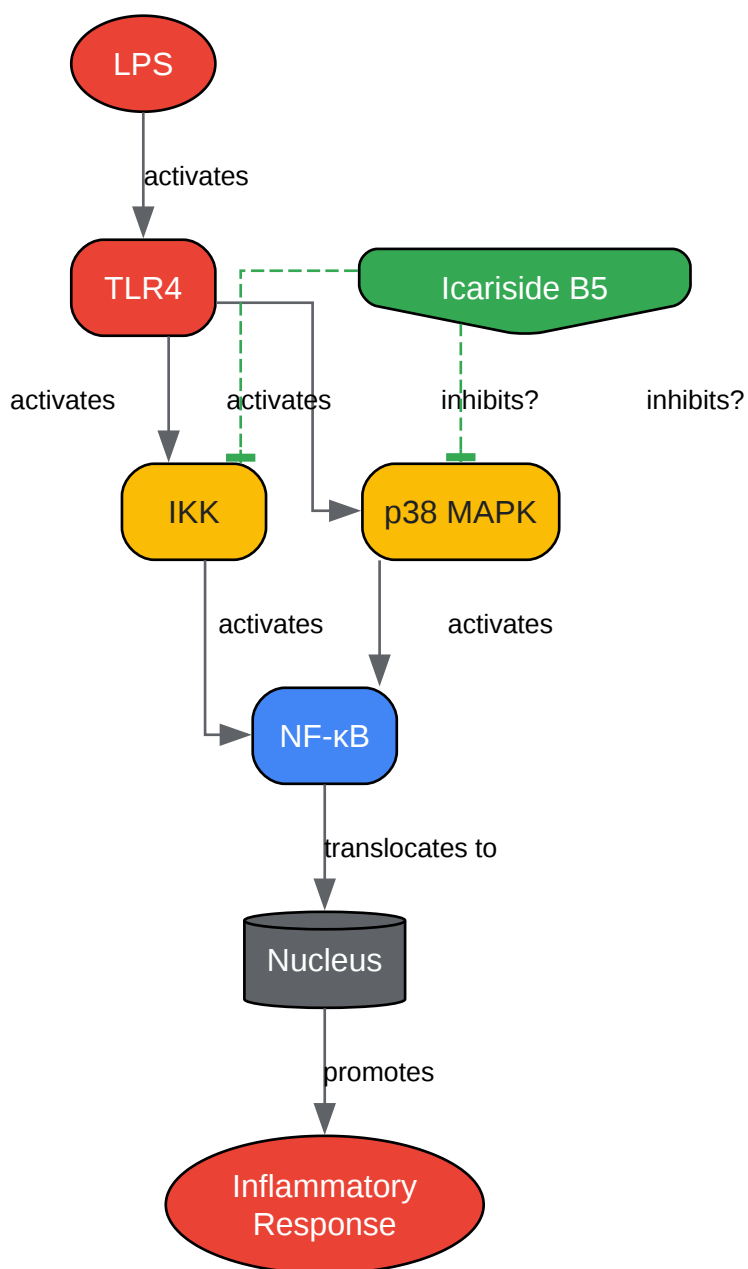 LPS
activates
TLR4
Icariside B5
activates
activates
inhibits?
inhibits?
IKK
p38 MAPK
activates
activates
NF-κB
translocates to
Nucleus
promotes
Inflammatory
Response